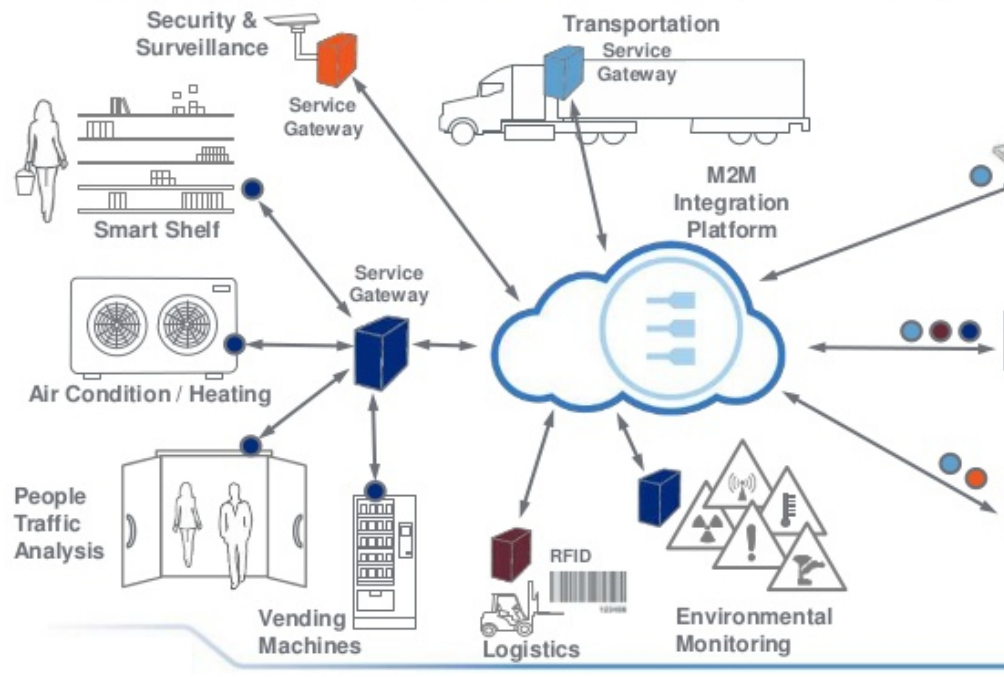 Security &
Surveillance
Service
Gateway
Transportation
Service
Gateway
Smart Shelf
M2M
Integration
Platform
Service
Gateway
Air Condition / Heating
People
Traffic
Analysis
Vending
Machines
RFID
123456
Logistics
Environmental
Monitoring